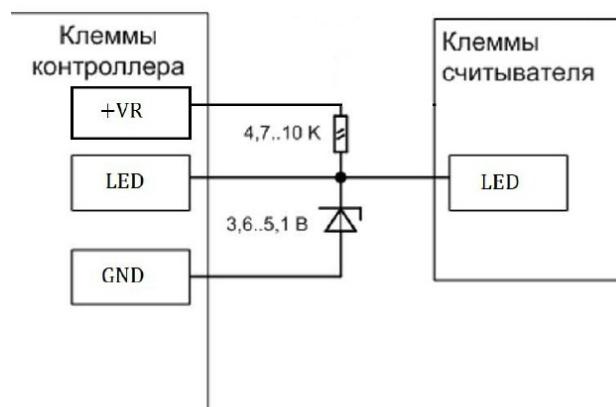 Клеммы
контроллера
+VR
LED
GND
4,7..10 K
3,6..5,1 В
Клеммы
считывателя
LED